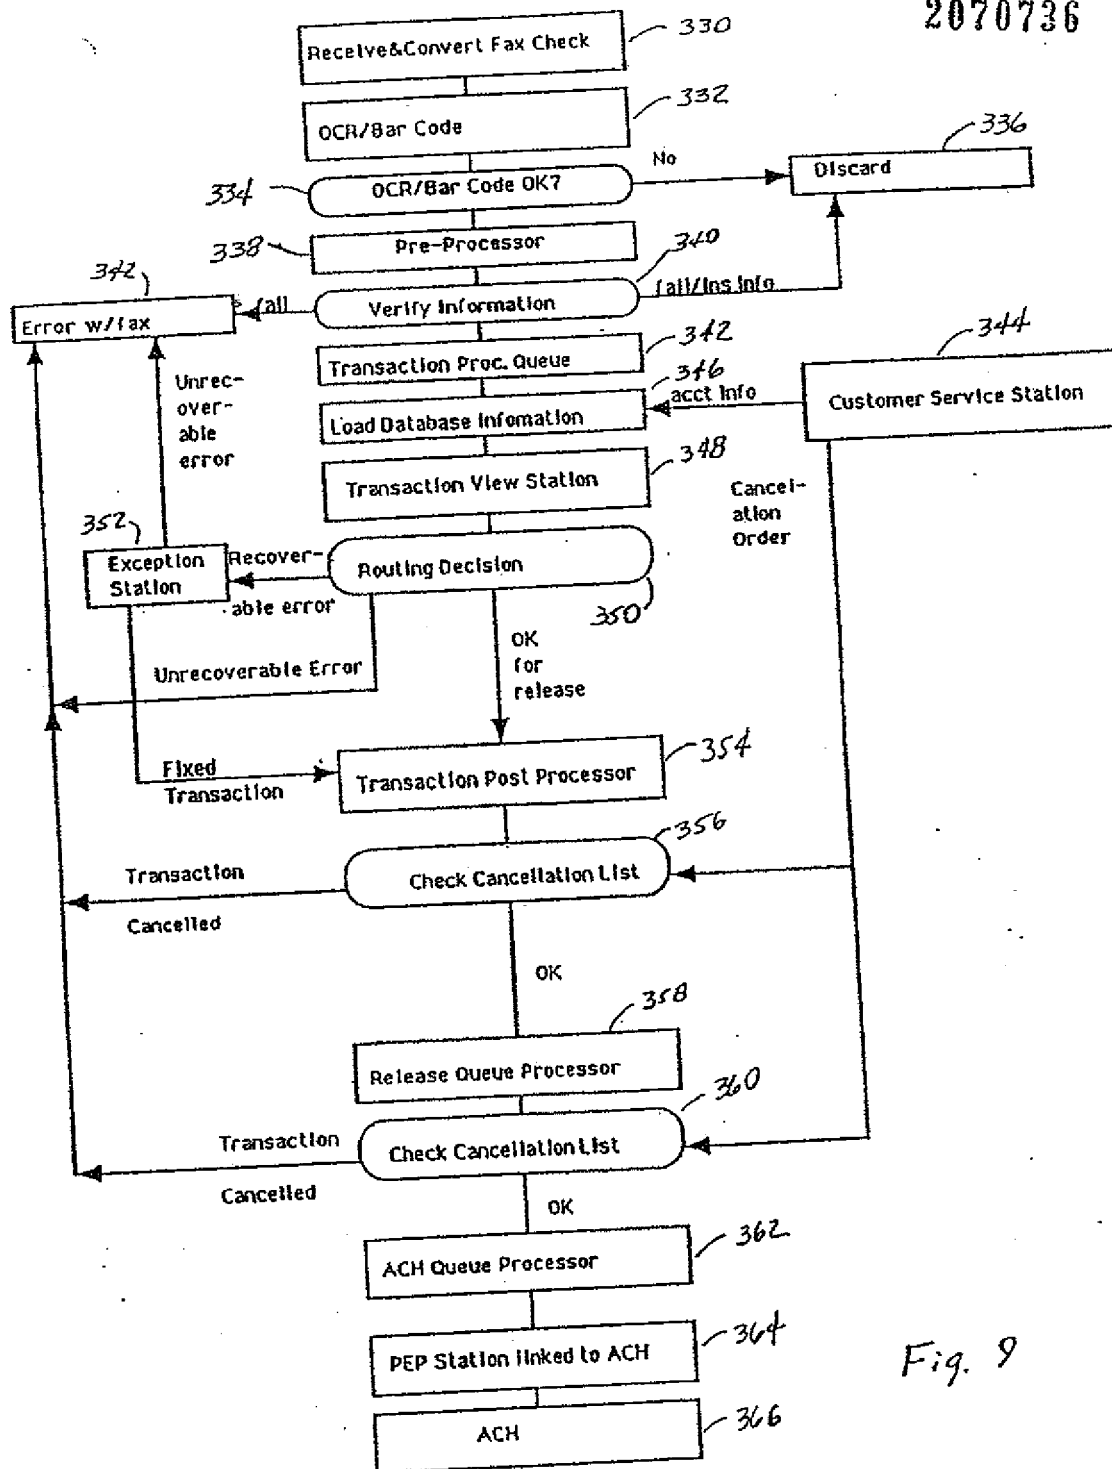 2070736
Receive&Convert Fax Check
330
OCR/Bar Code
332
334
OCR/Bar Code OK?
No
Discard
336
338
Pre-Processor
340
342
Error w/fax
fail
Verify Information
fail/Ins Info
Transaction Proc. Queue
342
346
Load Database Infomation
acct Info
Customer Service Station
344
Unrec-
over-
able
error
Transaction View Station
348
Cancel-
ation
Order
352
Exception
Station
Recover-
able error
Routing Decision
350
Unrecoverable Error
OK
for
release
Fixed
Transaction
Transaction Post Processor
354
356
Transaction
Cancelled
Check Cancellation List
OK
358
Release Queue Processor
360
Transaction
Cancelled
Check Cancellation List
OK
ACH Queue Processor
362
PEP Station linked to ACH
364
ACH
366
Fig. 9